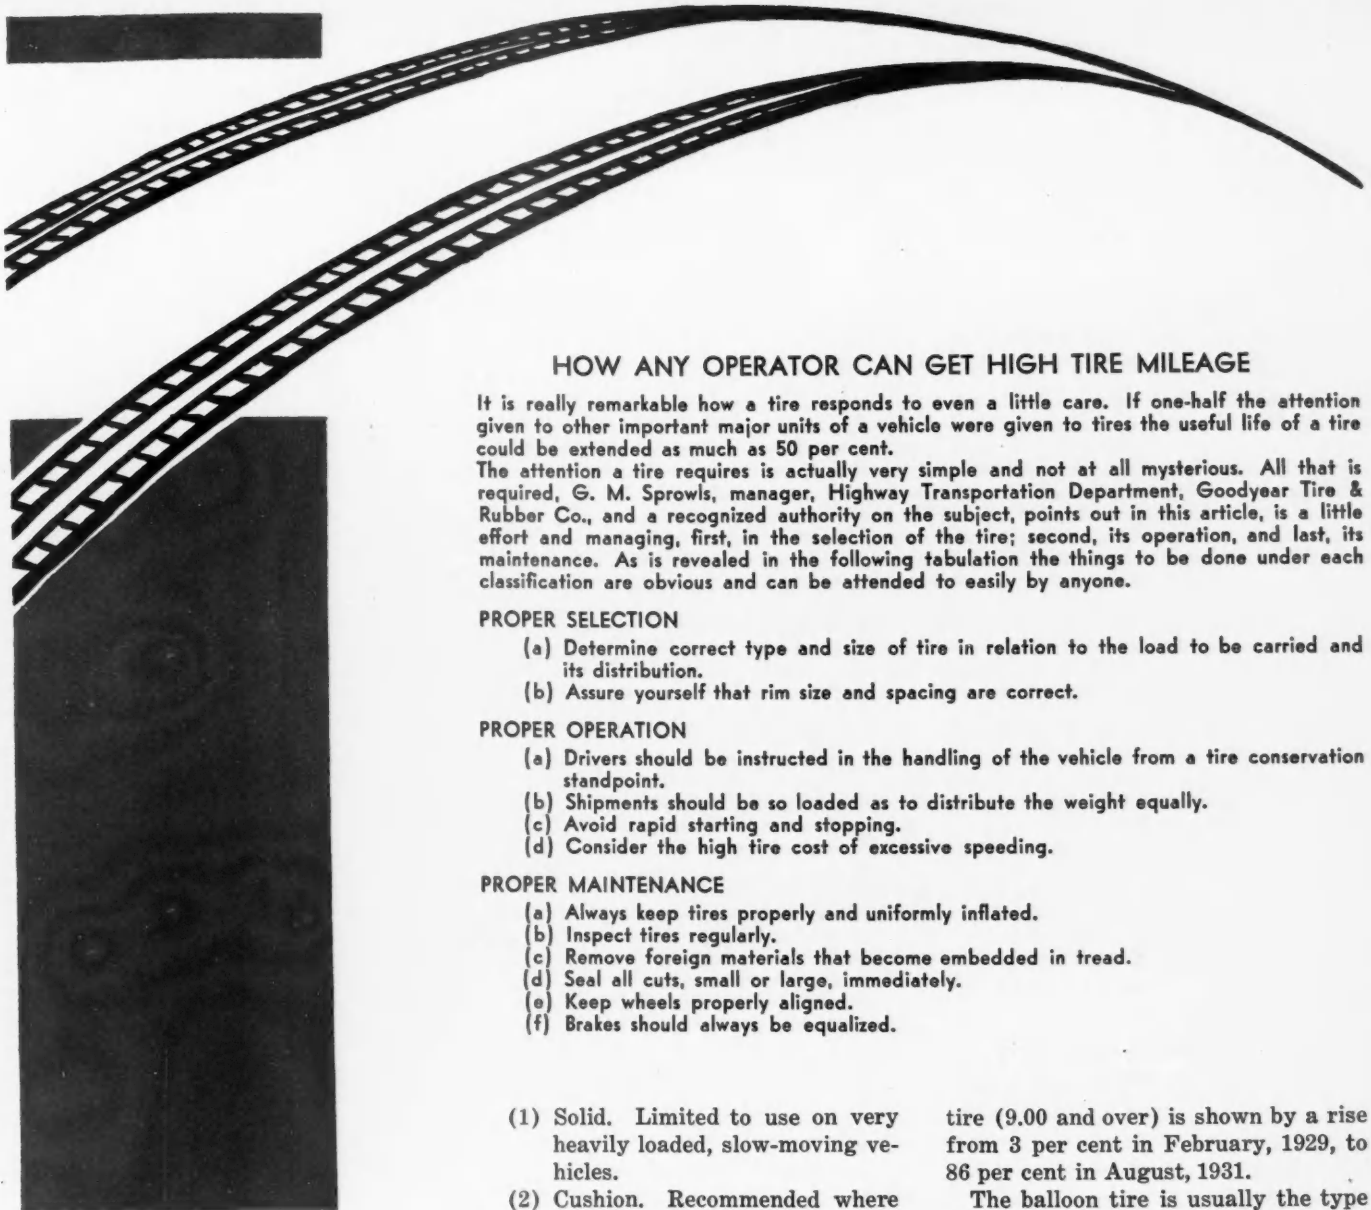 HOW ANY OPERATOR CAN GET HIGH TIRE MILEAGE
It is really remarkable how a tire responds to even a little care. If one-half the attention
given to other important major units of a vehicle were given to tires the useful life of a tire
could be extended as much as 50 per cent.
The attention a tire requires is actually very simple and not at all mysterious. All that is
required, G. M. Sprowls, manager, Highway Transportation Department, Goodyear Tire &
Rubber Co., and a recognized authority on the subject, points out in this article, is a little
effort and managing, first, in the selection of the tire; second, its operation, and last, its
maintenance. As is revealed in the following tabulation the things to be done under each
classification are obvious and can be attended to easily by anyone.
PROPER SELECTION
(a) Determine correct type and size of tire in relation to the load to be carried and
its distribution.
(b) Assure yourself that rim size and spacing are correct.
PROPER OPERATION
(a) Drivers should be instructed in the handling of the vehicle from a tire conservation
standpoint.
(b) Shipments should be so loaded as to distribute the weight equally.
(c) Avoid rapid starting and stopping.
(d) Consider the high tire cost of excessive speeding.
PROPER MAINTENANCE
(a) Always keep tires properly and uniformly inflated.
(b) Inspect tires regularly.
(c) Remove foreign materials that become embedded in tread.
(d) Seal all cuts, small or large, immediately.
(e) Keep wheels properly aligned.
(f) Brakes should always be equalized.
(1) Solid. Limited to use on very
heavily loaded, slow-moving ve-
hicles.
(2) Cushion. Recommended where
tire (9.00 and over) is shown by a rise
from 3 per cent in February, 1929, to
86 per cent in August, 1931.
The balloon tire is usually the type